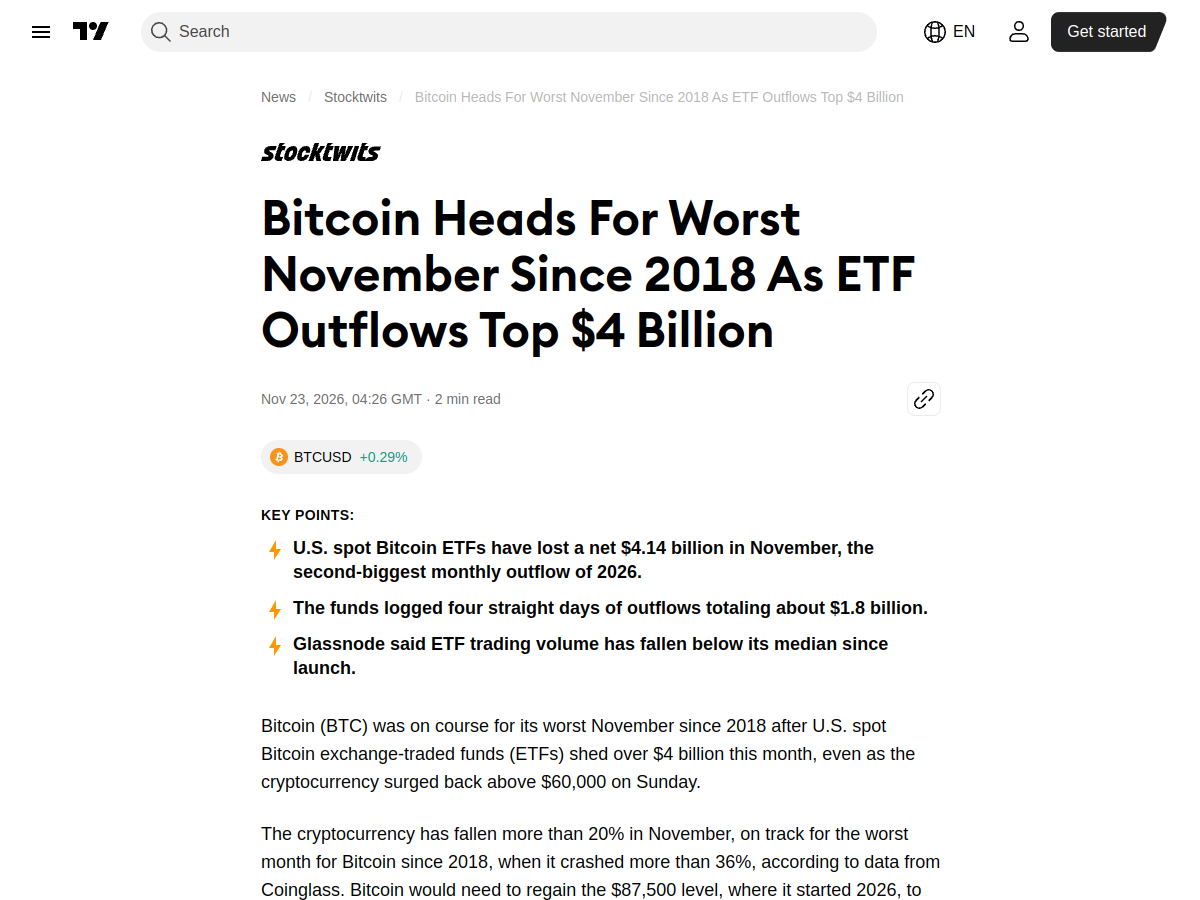 Search
EN
Get started
News / Stocktwits / Bitcoin Heads For Worst November Since 2018 As ETF Outflows Top $4 Billion
stocktwits
Bitcoin Heads For Worst
November Since 2018 As ETF
Outflows Top $4 Billion
Nov 23, 2026, 04:26 GMT · 2 min read
BTCUSD +0.29%
KEY POINTS:
U.S. spot Bitcoin ETFs have lost a net $4.14 billion in November, the
second-biggest monthly outflow of 2026.
The funds logged four straight days of outflows totaling about $1.8 billion.
Glassnode said ETF trading volume has fallen below its median since
launch.
Bitcoin (BTC) was on course for its worst November since 2018 after U.S. spot
Bitcoin exchange-traded funds (ETFs) shed over $4 billion this month, even as the
cryptocurrency surged back above $60,000 on Sunday.
The cryptocurrency has fallen more than 20% in November, on track for the worst
month for Bitcoin since 2018, when it crashed more than 36%, according to data from
Coinglass. Bitcoin would need to regain the $87,500 level, where it started 2026, to